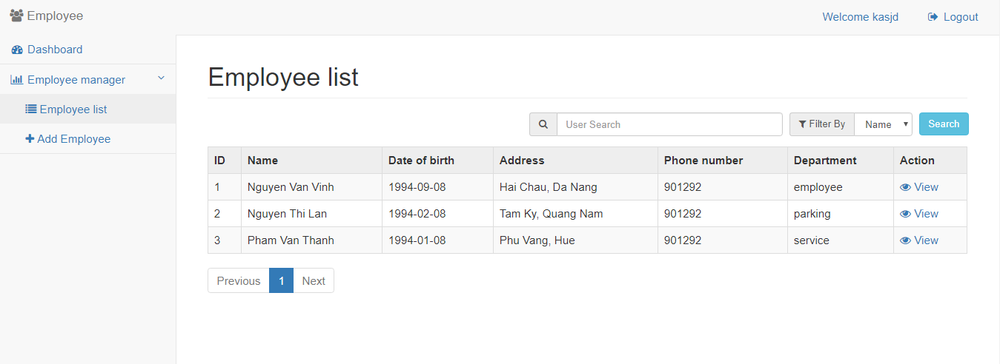 Employee
Welcome kasjd Logout
Dashboard
Employee manager
Employee list
Add Employee
Employee list
User Search Filter By Name Search
ID Name Date of birth Address Phone number Department Action
1 Nguyen Van Vinh 1994-09-08 Hai Chau, Da Nang 901292 employee View
2 Nguyen Thi Lan 1994-02-08 Tam Ky, Quang Nam 901292 parking View
3 Pham Van Thanh 1994-01-08 Phu Vang, Hue 901292 service View
Previous 1 Next